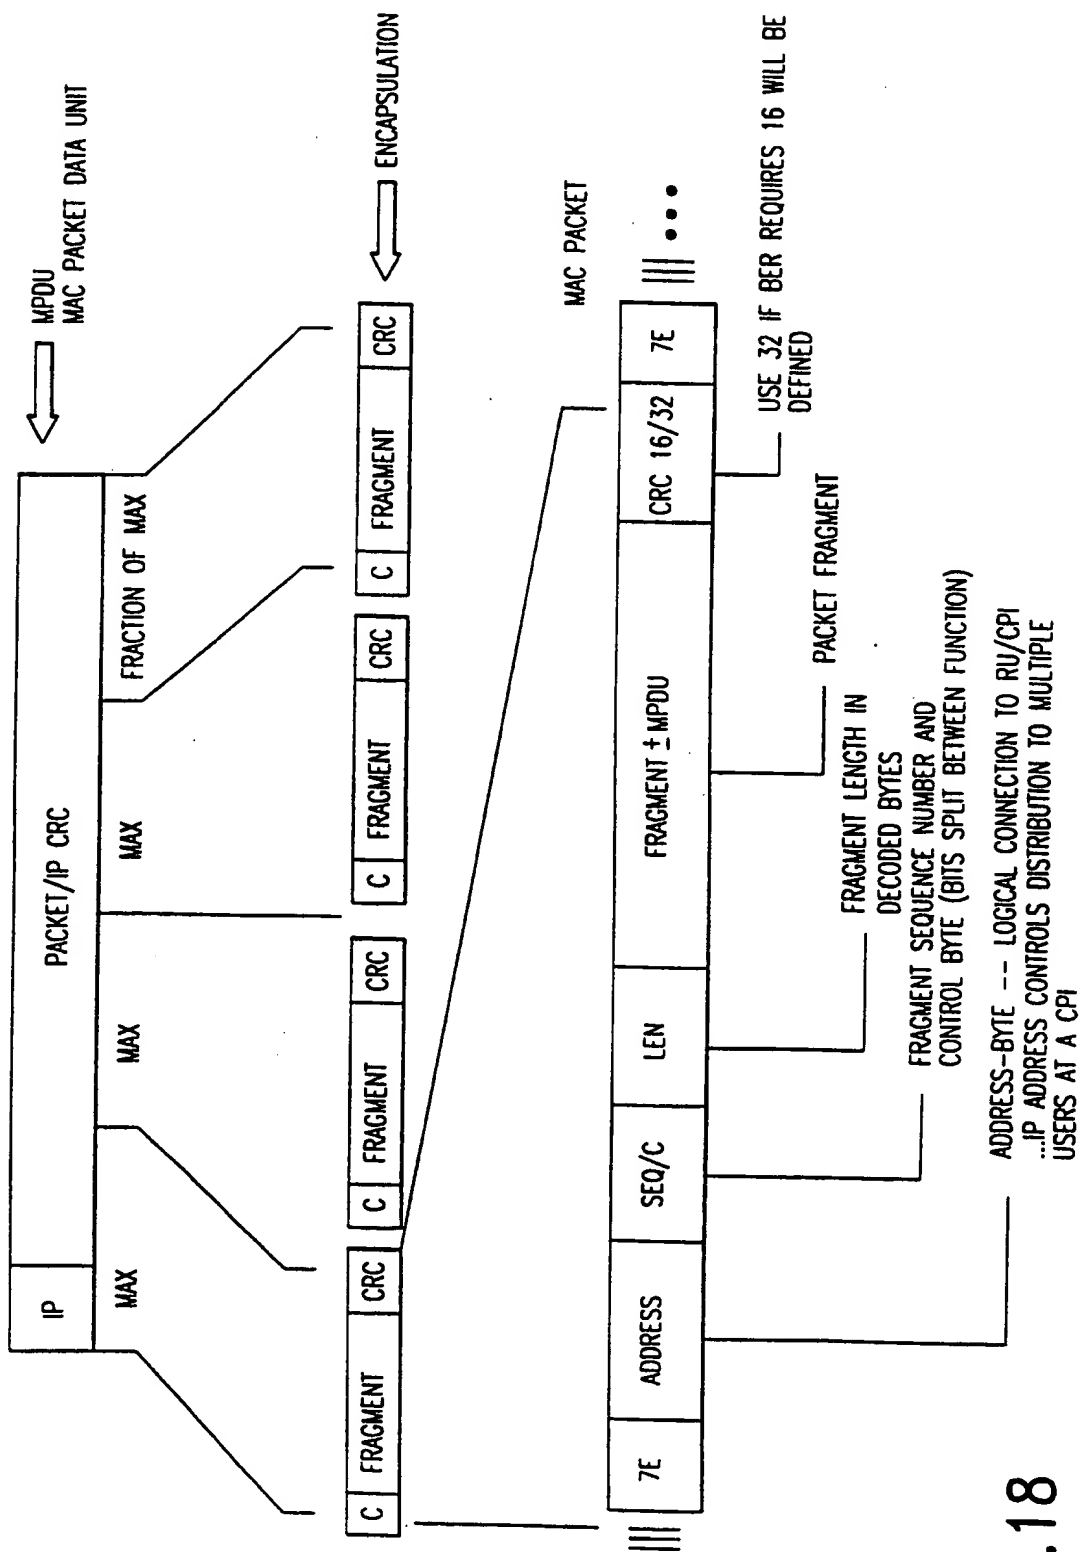 MPDU
MAC PACKET DATA UNIT
IP
PACKET/IP CRC
MAX
MAX
MAX
FRACTION OF MAX
C
FRAGMENT
CRC
C
FRAGMENT
CRC
C
FRAGMENT
CRC
C
FRAGMENT
CRC
ENCAPSULATION
MAC PACKET
7E
ADDRESS
SEQ/C
LEN
FRAGMENT ± MPDU
CRC 16/32
7E
USE 32 IF BER REQUIRES 16 WILL BE
DEFINED
PACKET FRAGMENT
FRAGMENT LENGTH IN
DECODED BYTES
FRAGMENT SEQUENCE NUMBER AND
CONTROL BYTE (BITS SPLIT BETWEEN FUNCTION)
ADDRESS-BYTE -- LOGICAL CONNECTION TO RU/CPI
...IP ADDRESS CONTROLS DISTRIBUTION TO MULTIPLE
USERS AT A CPI
.18